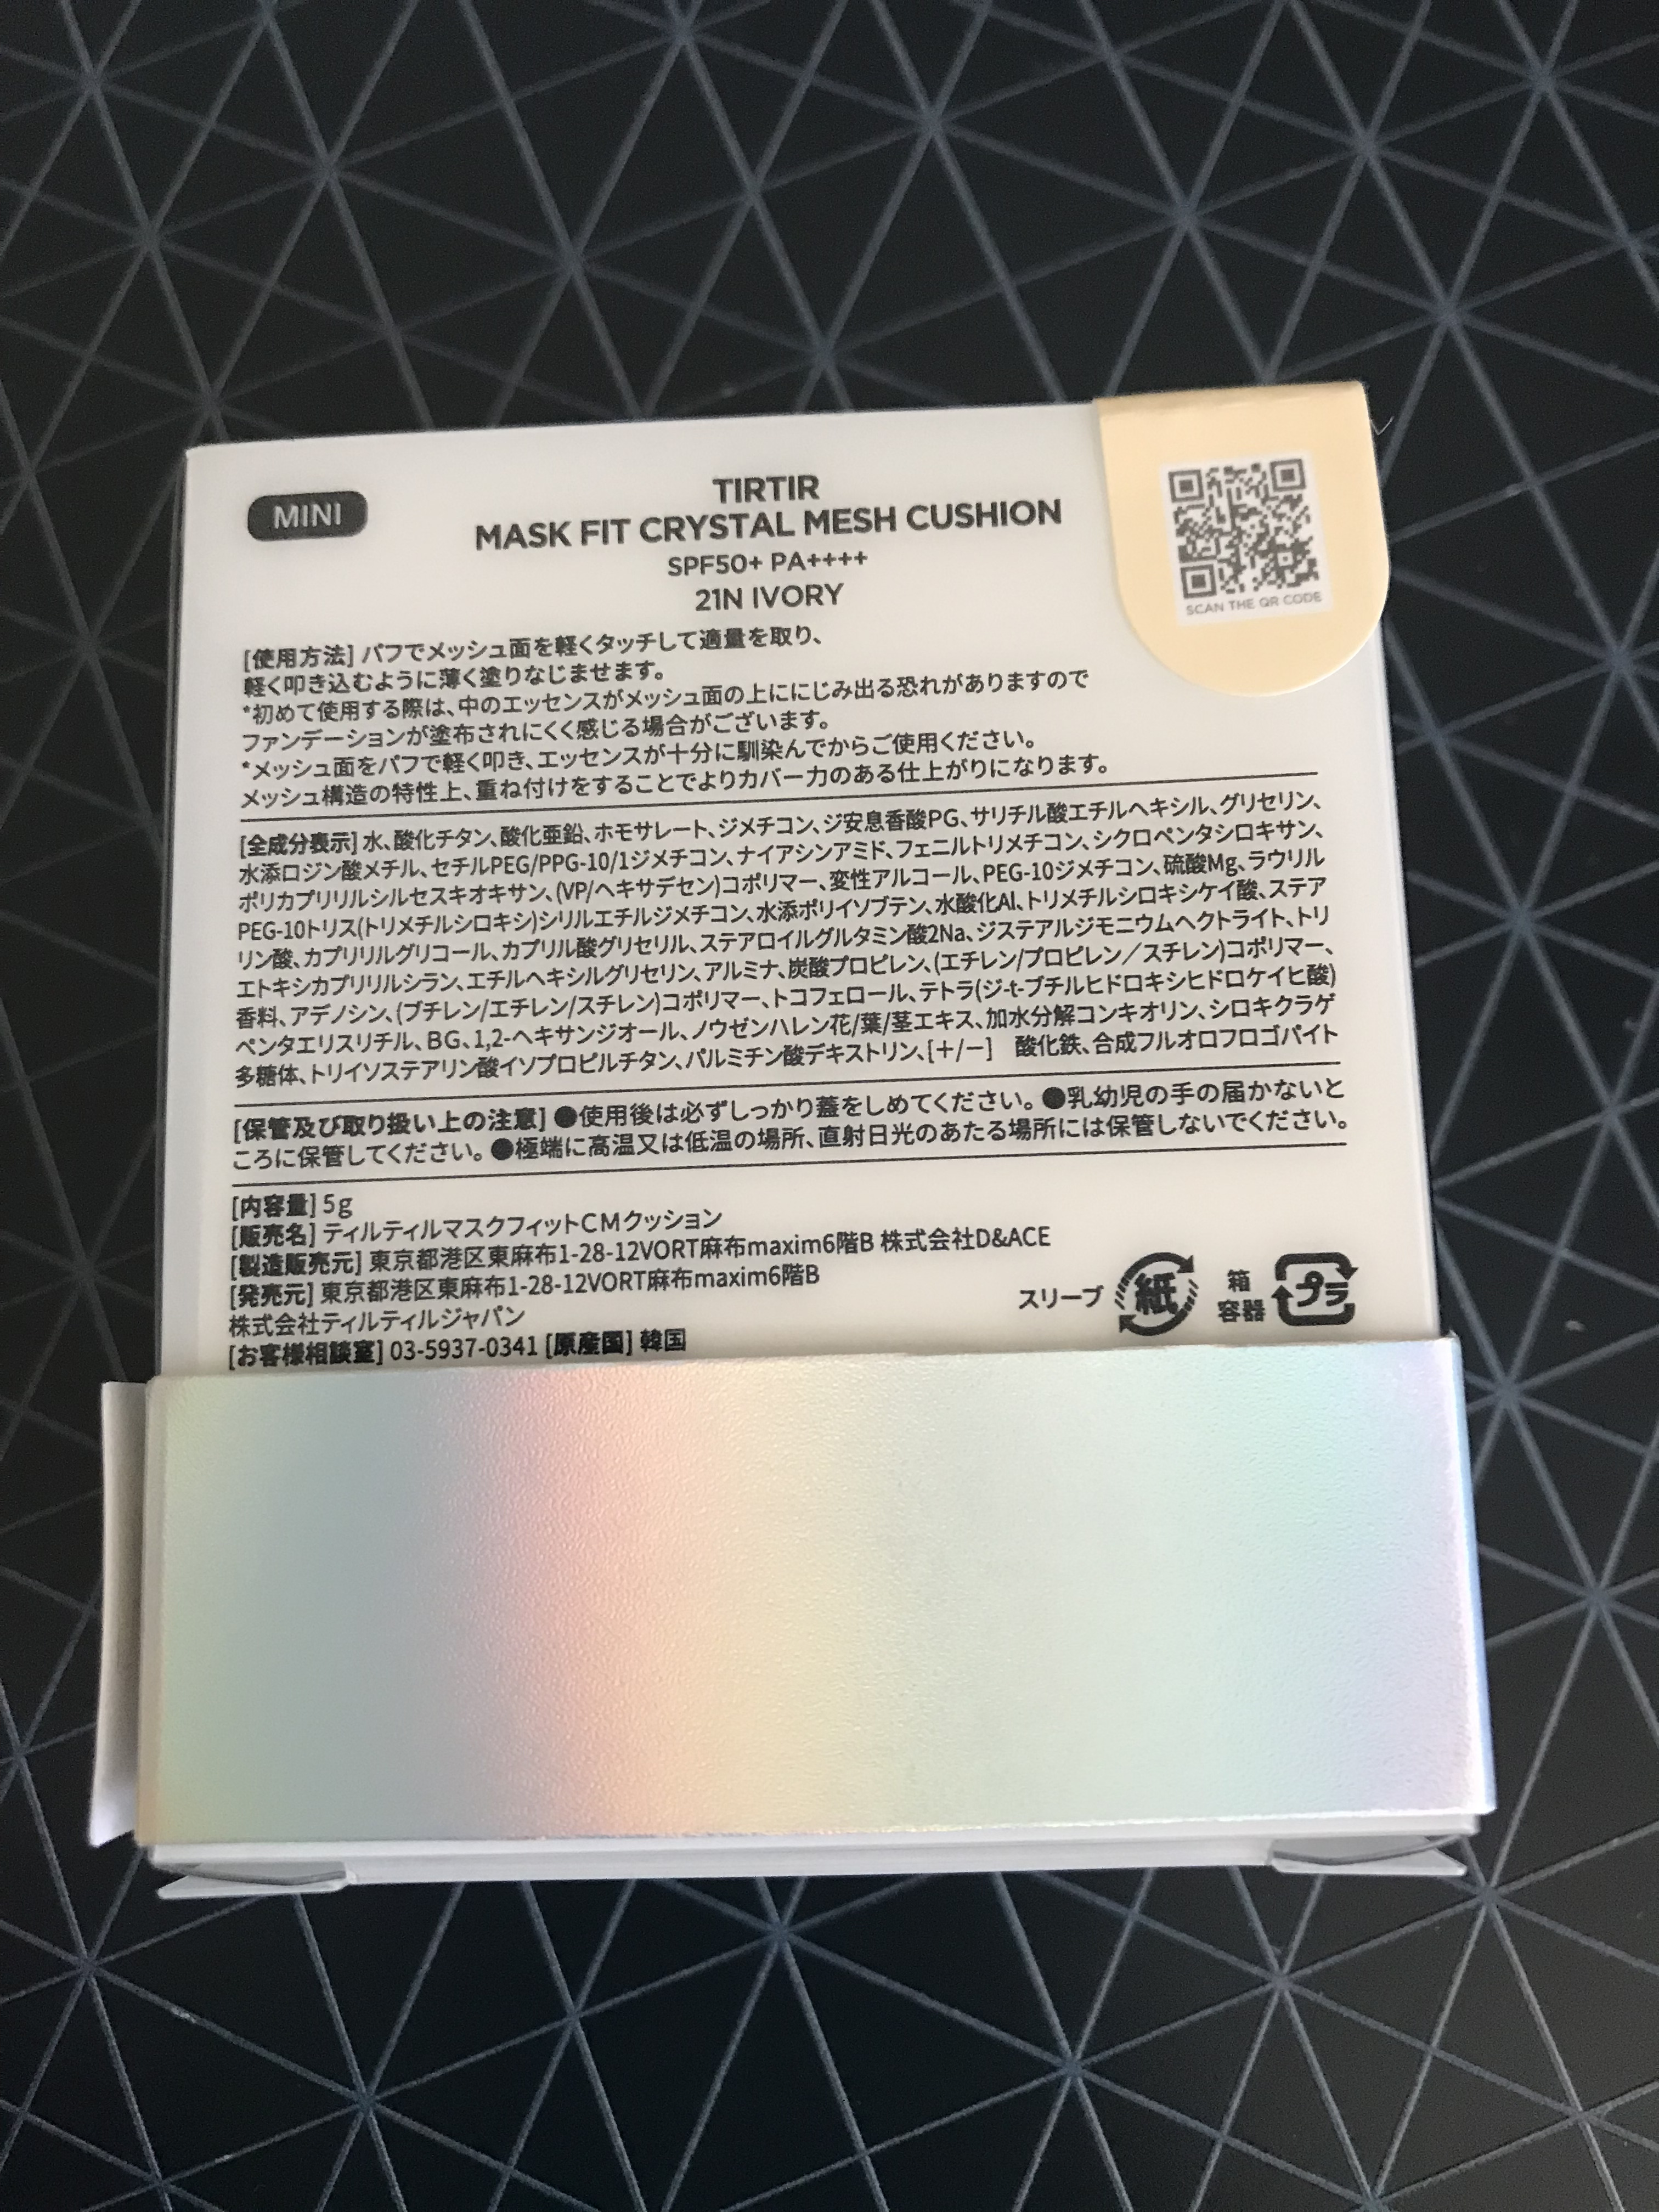 MINI
TIRTIR
MASK FIT CRYSTAL MESH CUSHION
SPF50+ PA++++
21N IVORY
SCAN THE QR CODE
[使用方法] パフでメッシュ面を軽くタッチして適量を取り、
軽く叩き込むように薄く塗りなじませます。
*初めて使用する際は、中のエッセンスがメッシュ面の上ににじみ出る恐れがありますので
ファンデーションが塗布されにくく感じる場合がございます。
*メッシュ面をパフで軽く叩き、エッセンスが十分に馴染んでからご使用ください。
メッシュ構造の特性上、重ね付けをすることでよりカバー力のある仕上がりになります。
[全成分表示] 水、酸化チタン、酸化亜鉛、ホモサレート、ジメチコン、ジ安息香酸PG、サリチル酸エチルヘキシル、グリセリン、
水添ロジン酸メチル、セチルPEG/PPG-10/1ジメチコン、ナイアシンアミド、フェニルトリメチコン、シクロペンタシロキサン、
ポリカプリリルシルセスキオキサン、(VP/ヘキサデセン)コポリマー、変性アルコール、PEG-10ジメチコン、硫酸Mg、ラウリル
PEG-10トリス(トリメチルシロキシ)シリルエチルジメチコン、水添ポリイソブテン、水酸化Al、トリメチルシロキシケイ酸、ステア
リン酸、カプリリルグリコール、カプリル酸グリセリル、ステアロイルグルタミン酸2Na、ジステアルジモニウムヘクトライト、トリ
エトキシカプリリルシラン、エチルヘキシルグリセリン、アルミナ、炭酸プロピレン、(エチレン/プロピレン／スチレン)コポリマー、
香料、アデノシン、(ブチレン/エチレン/スチレン)コポリマー、トコフェロール、テトラ(ジ-t-ブチルヒドロキシヒドロケイヒ酸)
ペンタエリスリチル、BG、1,2-ヘキサンジオール、ノウゼンハレン花/葉/茎エキス、加水分解コンキオリン、シロキクラゲ
多糖体、トリイソステアリン酸イソプロピルチタン、パルミチン酸デキストリン、[＋/－] 酸化鉄、合成フルオロフロゴパイト
[保管及び取り扱い上の注意] ●使用後は必ずしっかり蓋をしめてください。●乳幼児の手の届かないと
ころに保管してください。●極端に高温又は低温の場所、直射日光のあたる場所には保管しないでください。
[内容量] 5g
[販売名] ティルティルマスクフィットCMクッション
[製造販売元] 東京都港区東麻布1-28-12VORT麻布maxim6階B 株式会社D&ACE
[発売元] 東京都港区東麻布1-28-12VORT麻布maxim6階B
株式会社ティルティルジャパン
[お客様相談室] 03-5937-0341 [原産国] 韓国
スリーブ 紙 箱 容器 プラ